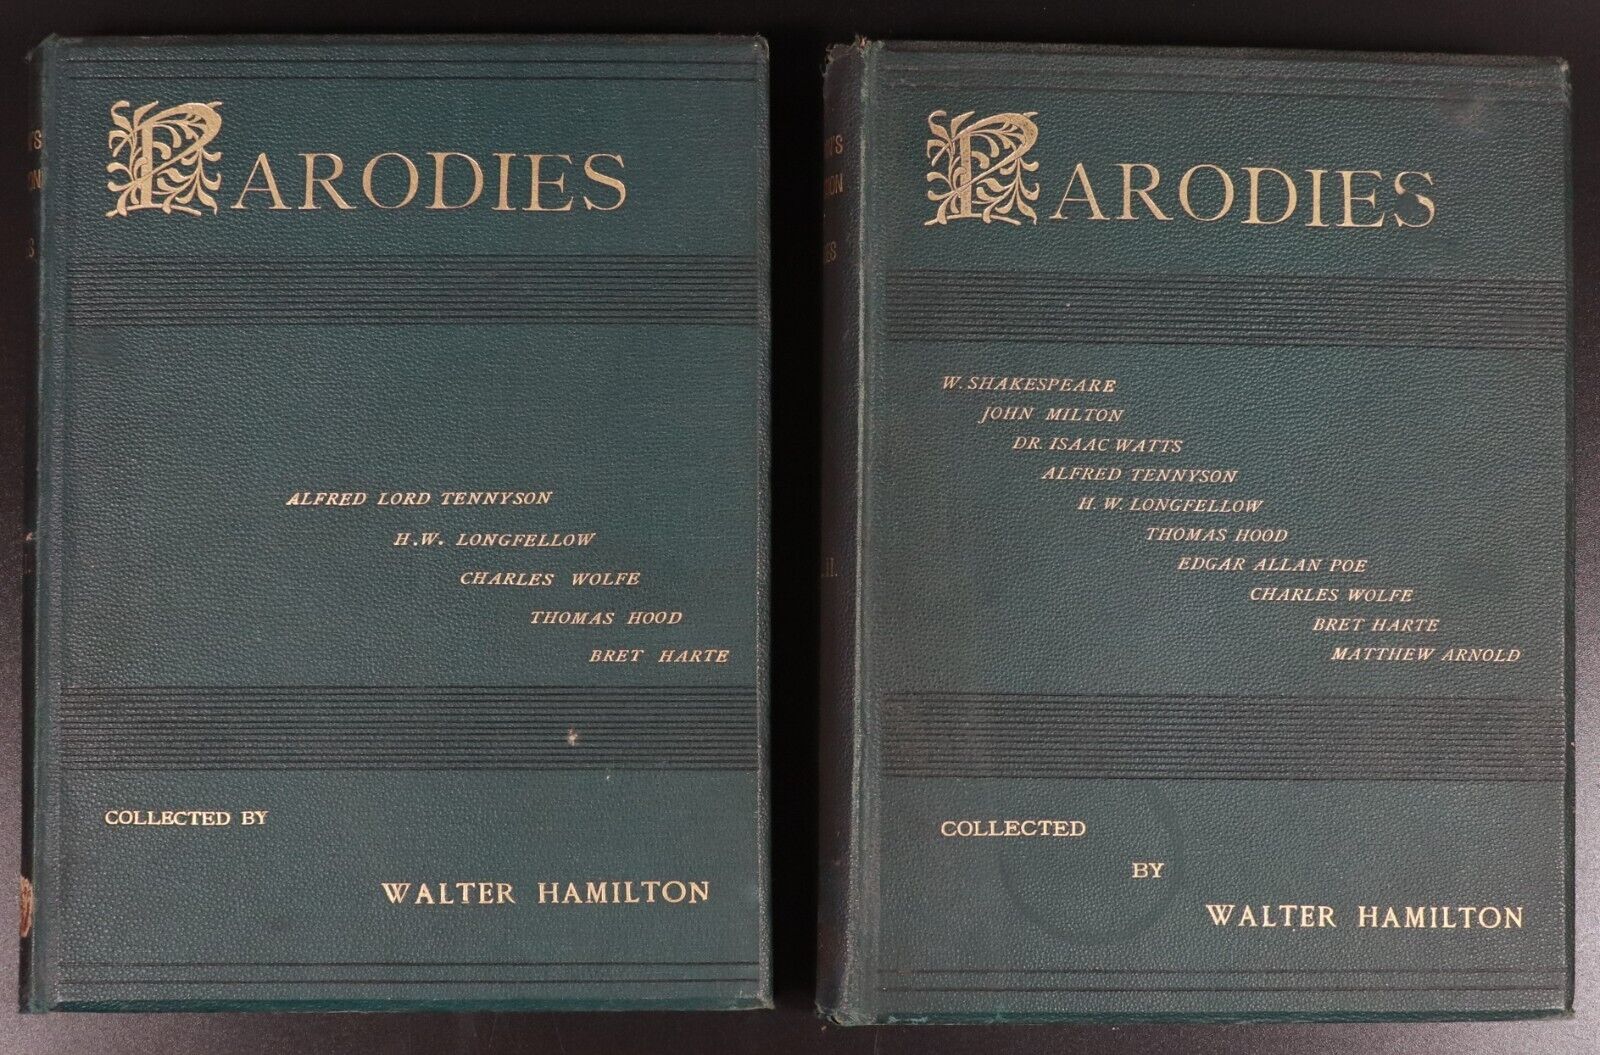 PARODIES
ALFRED LORD TENNYSON
H.W. LONGFELLOW
CHARLES WOLFE
THOMAS HOOD
BRET HARTE
COLLECTED BY
WALTER HAMILTON
PARODIES
W. SHAKESPEARE
JOHN MILTON
DR. ISAAC WATTS
ALFRED TENNYSON
H. W. LONGFELLOW
THOMAS HOOD
EDGAR ALLAN POE
CHARLES WOLFE
BRET HARTE
MATTHEW ARNOLD
COLLECTED
BY
WALTER HAMILTON